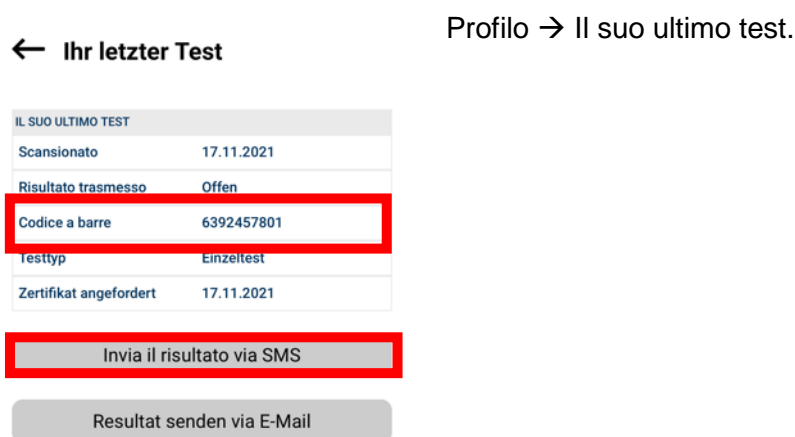 Profilo → Il suo ultimo test.
← Ihr letzter Test
IL SUO ULTIMO TEST
Scansionato 17.11.2021
Risultato trasmesso Offen
Codice a barre 6392457801
Testtyp Einzeltest
Zertifikat angefordert 17.11.2021
Invia il risultato via SMS
Resultat senden via E-Mail